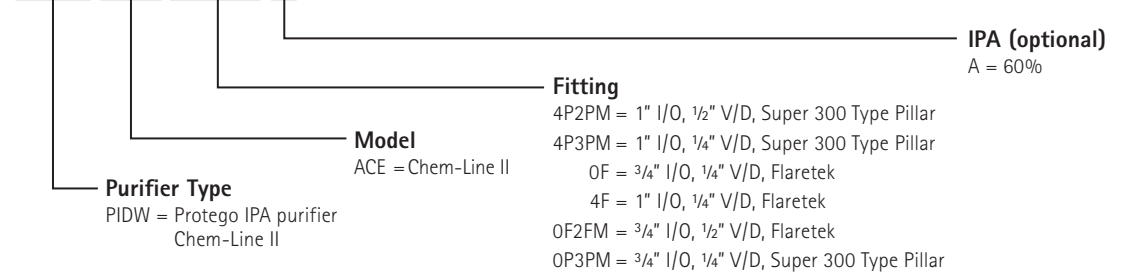 IPA (optional)
A = 60%
Fitting
4P2PM = 1" I/O, 1/2" V/D, Super 300 Type Pillar
4P3PM = 1" I/O, 1/4" V/D, Super 300 Type Pillar
0F = 3/4" I/O, 1/4" V/D, Flaretek
4F = 1" I/O, 1/4" V/D, Flaretek
0F2FM = 3/4" I/O, 1/2" V/D, Flaretek
0P3PM = 3/4" I/O, 1/4" V/D, Super 300 Type Pillar
Model
ACE = Chem-Line II
Purifier Type
PIDW = Protego IPA purifier
Chem-Line II